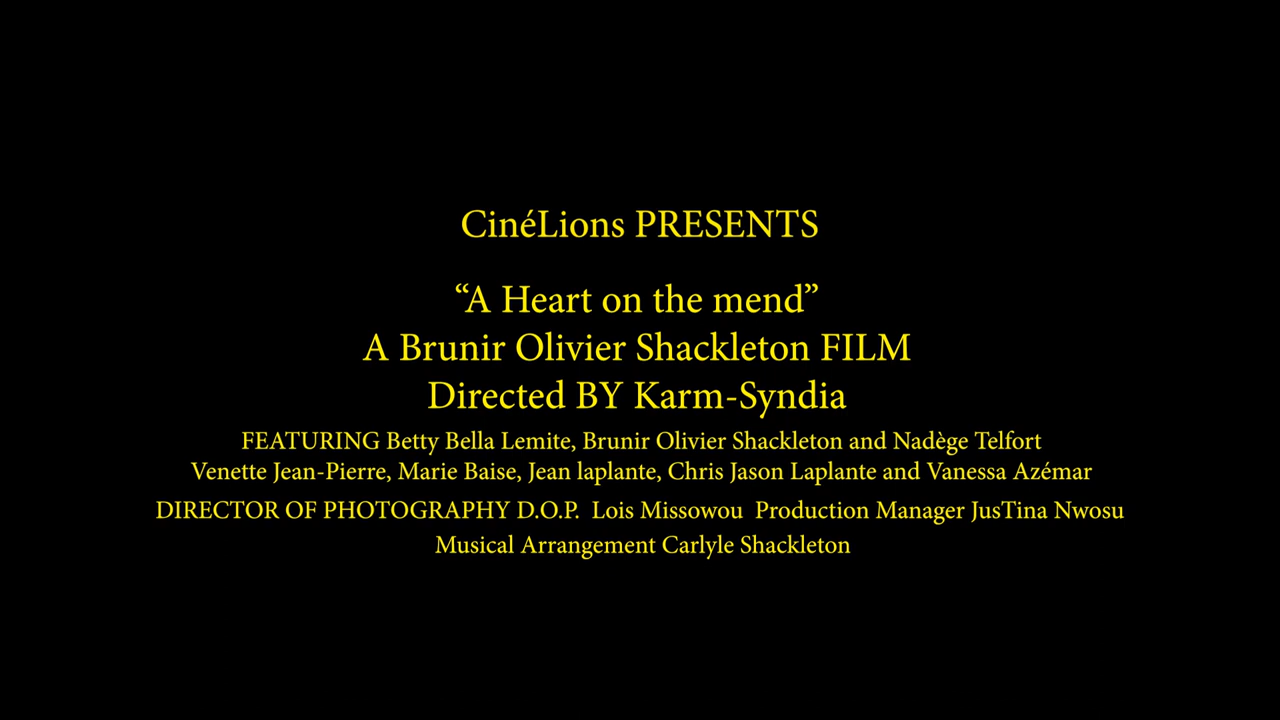 CinéLions PRESENTS
“A Heart on the mend”
A Brunir Olivier Shackleton FILM
Directed BY Karm-Syndia
FEATURING Betty Bella Lemite, Brunir Olivier Shackleton and Nadège Telfort
Venette Jean-Pierre, Marie Baise, Jean laplante, Chris Jason Laplante and Vanessa Azémar
DIRECTOR OF PHOTOGRAPHY D.O.P. Lois Missowou Production Manager JusTina Nwosu
Musical Arrangement Carlyle Shackleton